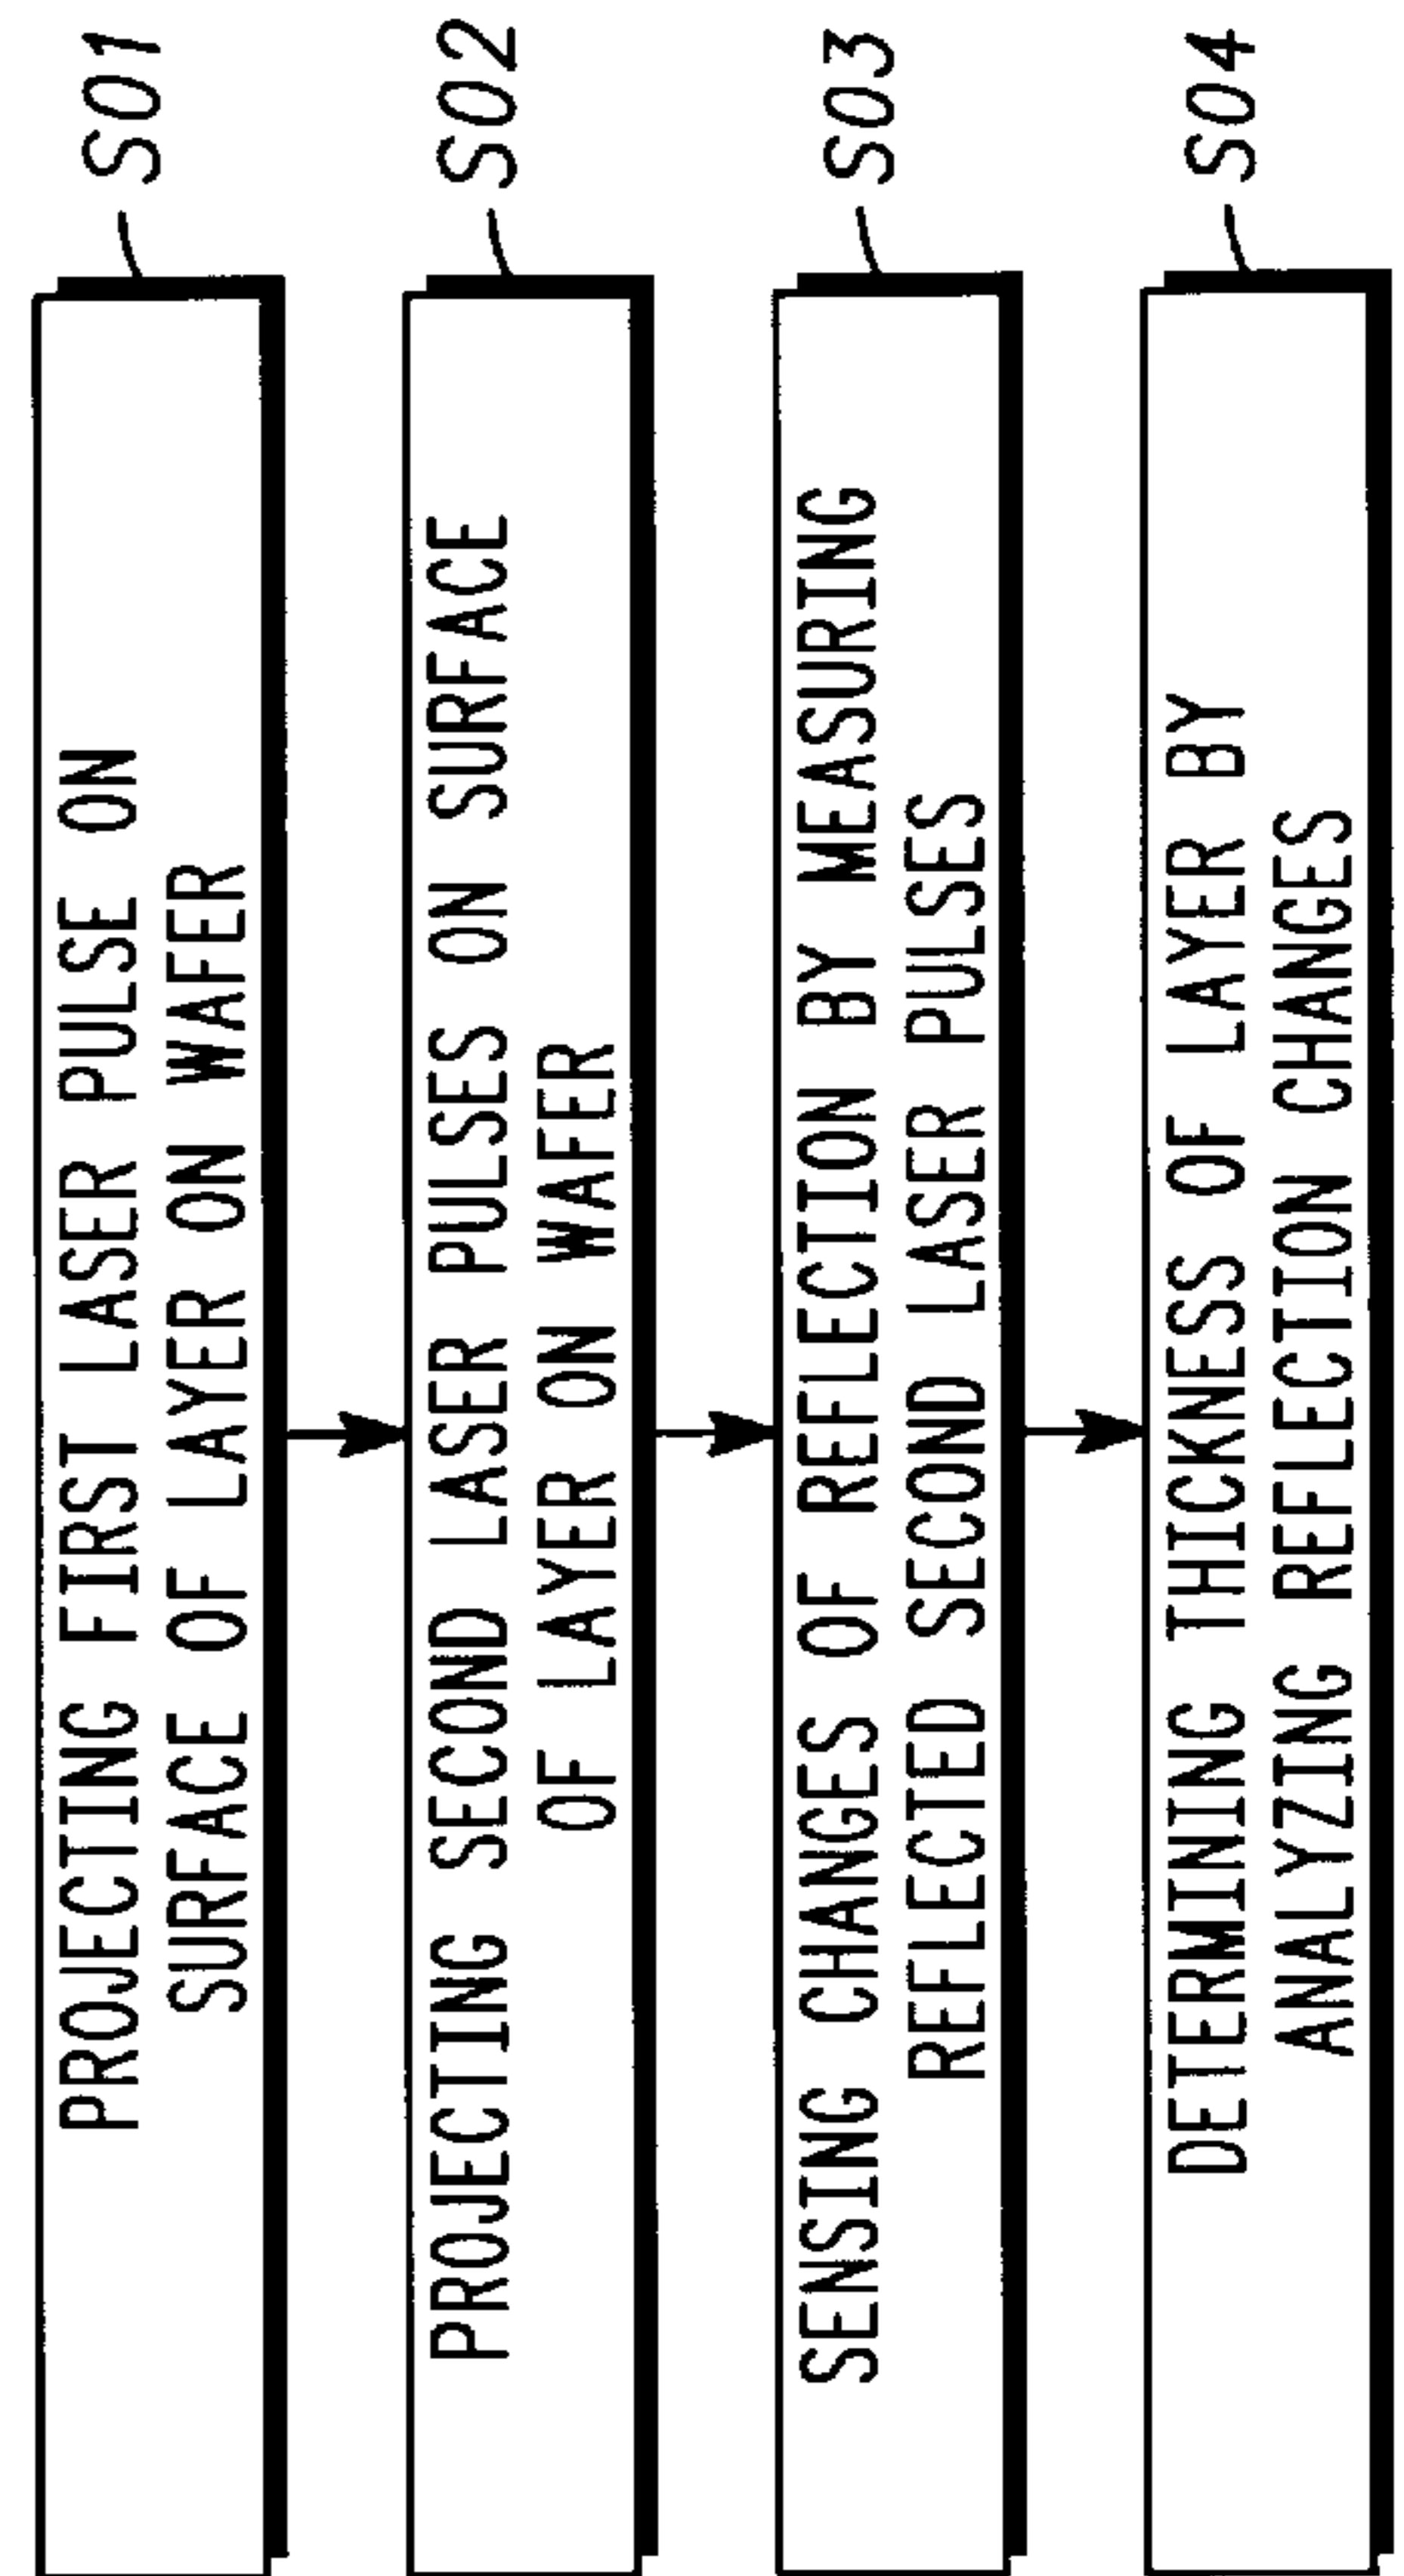 PROJECTING FIRST LASER PULSE ON
SURFACE OF LAYER ON WAFER
S01
PROJECTING SECOND LASER PULSES ON SURFACE
OF LAYER ON WAFER
S02
SENSING CHANGES OF REFLECTION BY MEASURING
REFLECTED SECOND LASER PULSES
S03
DETERMINING THICKNESS OF LAYER BY
ANALYZING REFLECTION CHANGES
S04